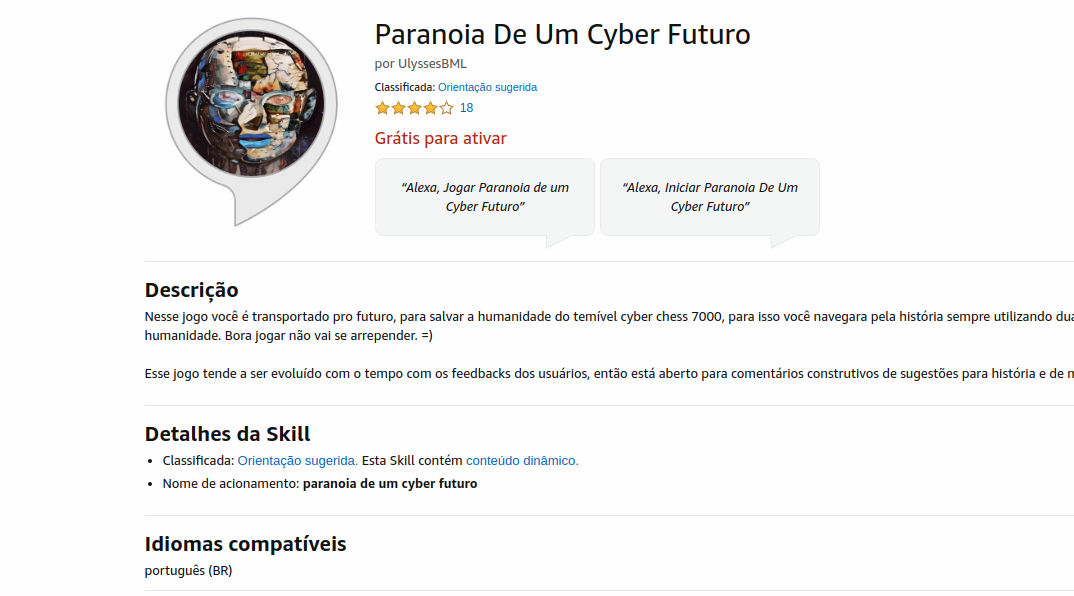 Paranoia De Um Cyber Futuro
por UlyssesBML
Classificada: Orientação sugerida
18
Grátis para ativar
“Alexa, Jogar Paranoia de um
Cyber Futuro”
“Alexa, Iniciar Paranoia De Um
Cyber Futuro”
Descrição
Nesse jogo você é transportado pro futuro, para salvar a humanidade do temível cyber chess 7000, para isso você navegara pela história sempre utilizando
humanidade. Bora jogar não vai se arrepender. =)
Esse jogo tende a ser evoluído com o tempo com os feedbacks dos usuários, então está aberto para comentários construtivos de sugestões para história e de
Detalhes da Skill
• Classificada: Orientação sugerida. Esta Skill contém conteúdo dinâmico.
• Nome de acionamento: paranoia de um cyber futuro
Idiomas compatíveis
português (BR)